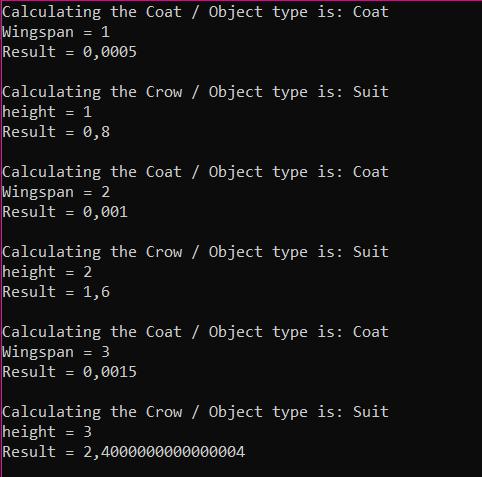 Calculating the Coat / Object type is: Coat
Wingspan = 1
Result = 0,0005
Calculating the Crow / Object type is: Suit
height = 1
Result = 0,8
Calculating the Coat / Object type is: Coat
Wingspan = 2
Result = 0,001
Calculating the Crow / Object type is: Suit
height = 2
Result = 1,6
Calculating the Coat / Object type is: Coat
Wingspan = 3
Result = 0,0015
Calculating the Crow / Object type is: Suit
height = 3
Result = 2,4000000000000004